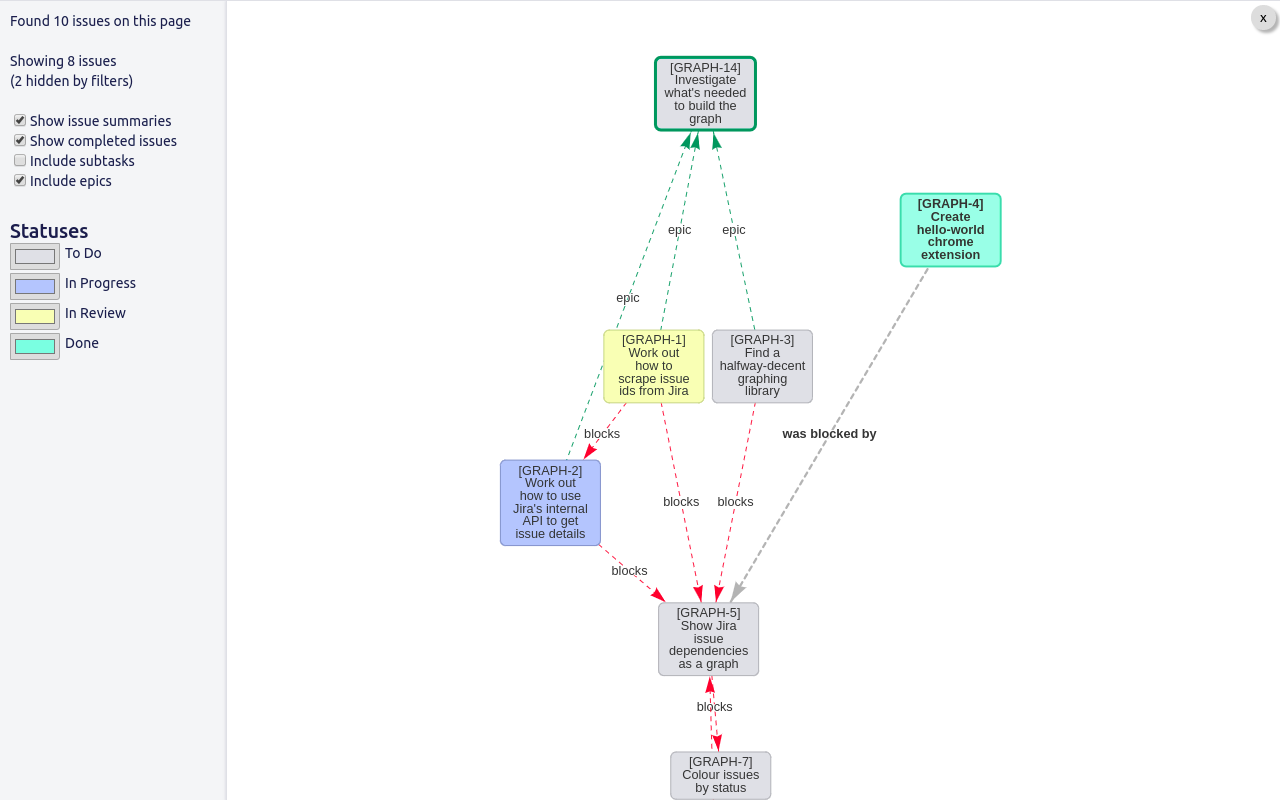 Found 10 issues on this page
Showing 8 issues
(2 hidden by filters)
Show issue summaries
Show completed issues
Include subtasks
Include epics
Statuses
To Do
In Progress
In Review
Done
x
[GRAPH-14]
Investigate
what's needed
to build the
graph
[GRAPH-4]
Create
hello-world
chrome
extension
epic
epic
epic
[GRAPH-1]
Work out
how to
scrape issue
ids from Jira
[GRAPH-3]
Find a
halfway-decent
graphing
library
blocks
was blocked by
[GRAPH-2]
Work out
how to use
Jira's internal
API to get
issue details
blocks
blocks
blocks
[GRAPH-5]
Show Jira
issue
dependencies
as a graph
blocks
[GRAPH-7]
Colour issues
by status